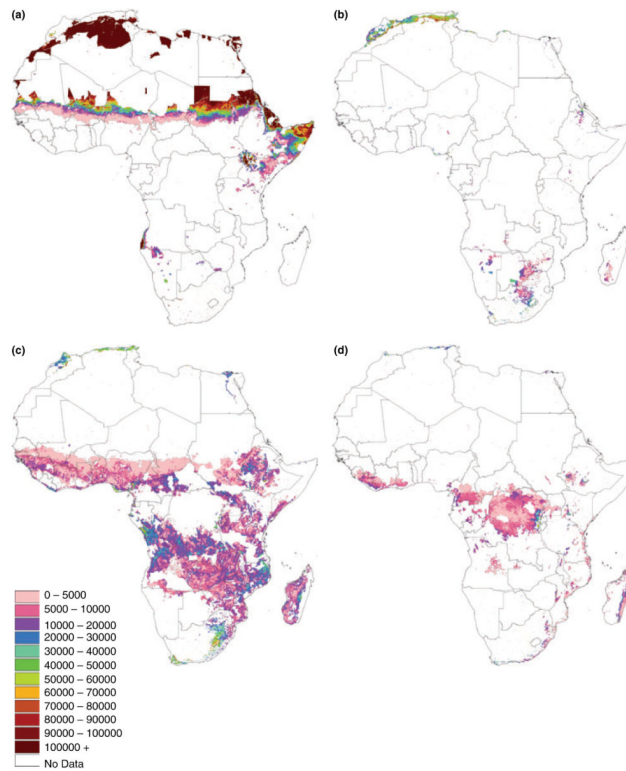 (a)
(b)
(c)
(d)
0 – 5000
5000 – 10000
10000 – 20000
20000 – 30000
30000 – 40000
40000 – 50000
50000 – 60000
60000 – 70000
70000 – 80000
80000 – 90000
90000 – 100000
100000 +
No Data